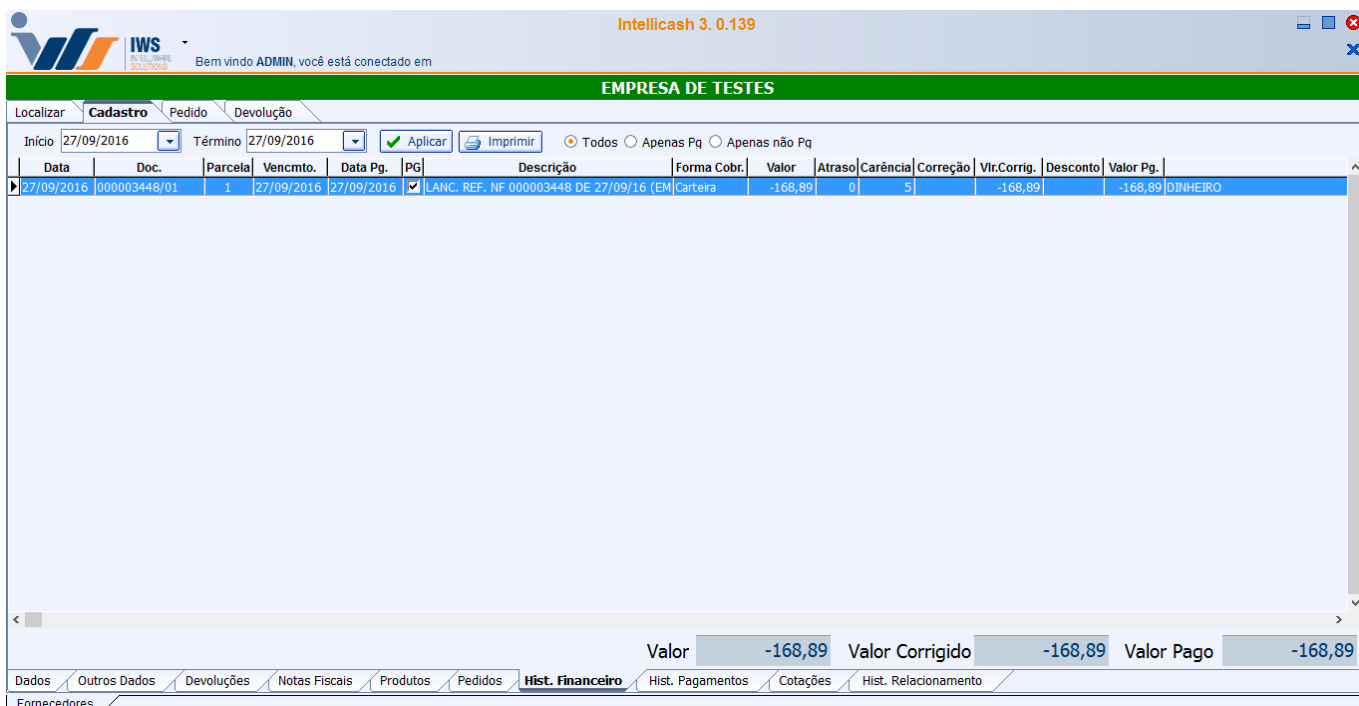 Intellicash 3. 0.139
IWS
INTELLIWARE
SOLUTIONS
Bem vindo ADMIN, você está conectado em
EMPRESA DE TESTES
Localizar Cadastro Pedido Devolução
Início 27/09/2016 Término 27/09/2016 Aplicar Imprimir Todos Apenas Pg Apenas não Pg
Data Doc. Parcela Vencmto. Data Pg. PG Descrição Forma Cobr. Valor Atraso Carência Correção Vlr.Corrig. Desconto Valor Pg.
27/09/2016 000003448/01 1 27/09/2016 27/09/2016 LANC. REF. NF 000003448 DE 27/09/16 (EM Carteira -168,89 0 5 -168,89 -168,89 DINHEIRO
Valor -168,89 Valor Corrigido -168,89 Valor Pago -168,89
Dados Outros Dados Devoluções Notas Fiscais Produtos Pedidos Hist. Financeiro Hist. Pagamentos Cotações Hist. Relacionamento
Fornecedores